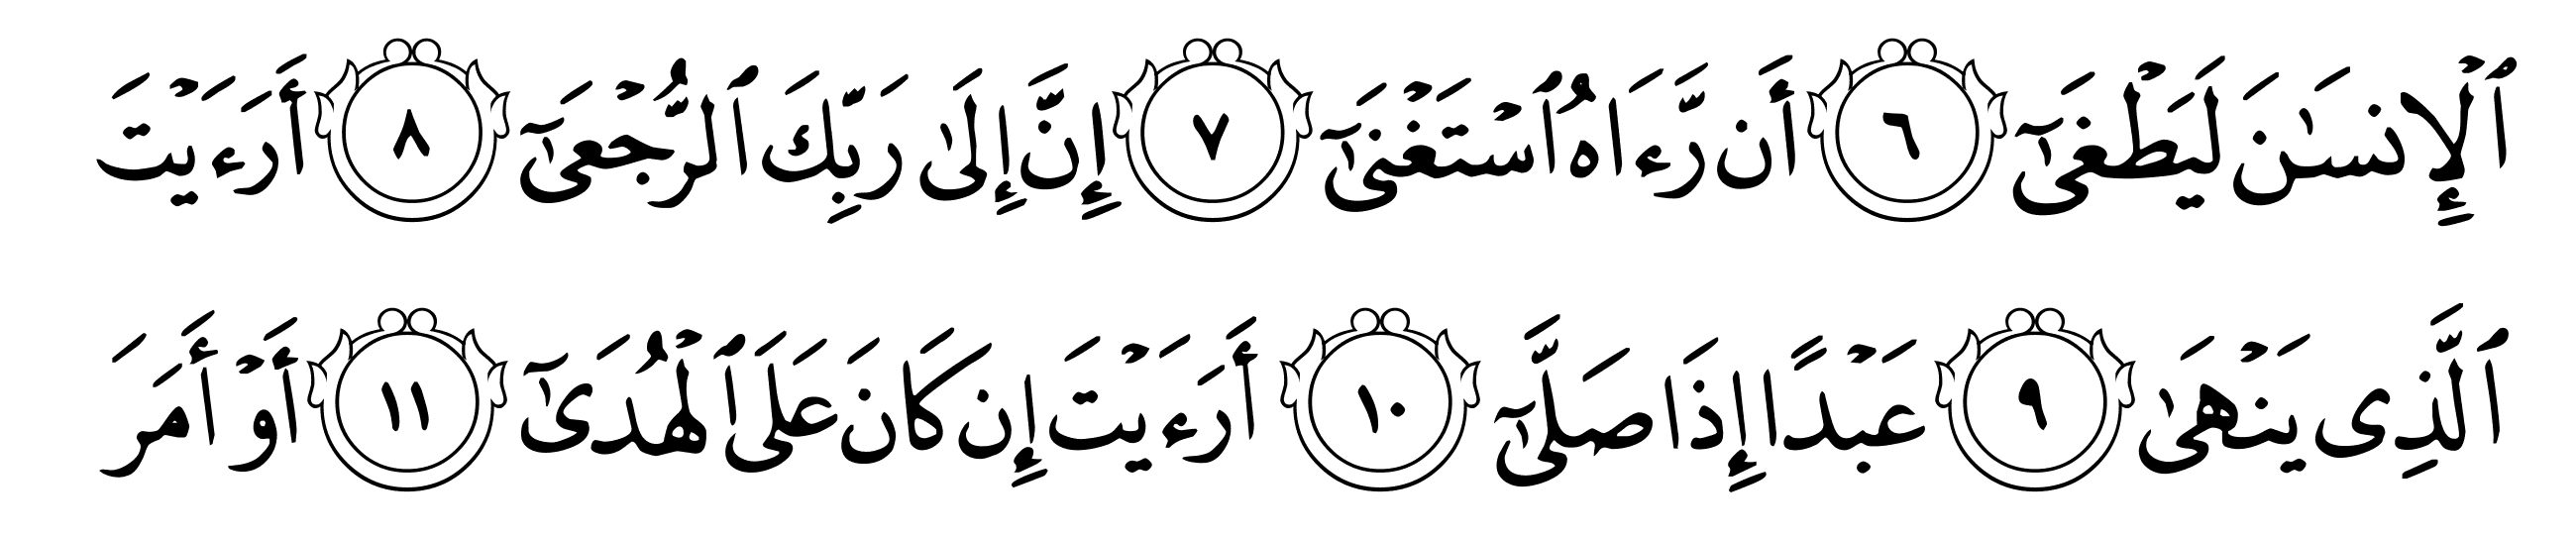 ٱلْإِنسَـٰنَ لَيَطْغَىٰٓ ٦ أَن رَّءَاهُ ٱسْتَغْنَىٰٓ ٧ إِنَّ إِلَىٰ رَبِّكَ ٱلرُّجْعَىٰٓ ٨ أَرَءَيْتَ
ٱلَّذِى يَنْهَىٰ ٩ عَبْدًا إِذَا صَلَّىٰٓ ١٠ أَرَءَيْتَ إِن كَانَ عَلَى ٱلْهُدَىٰٓ ١١ أَوْ أَمَرَ